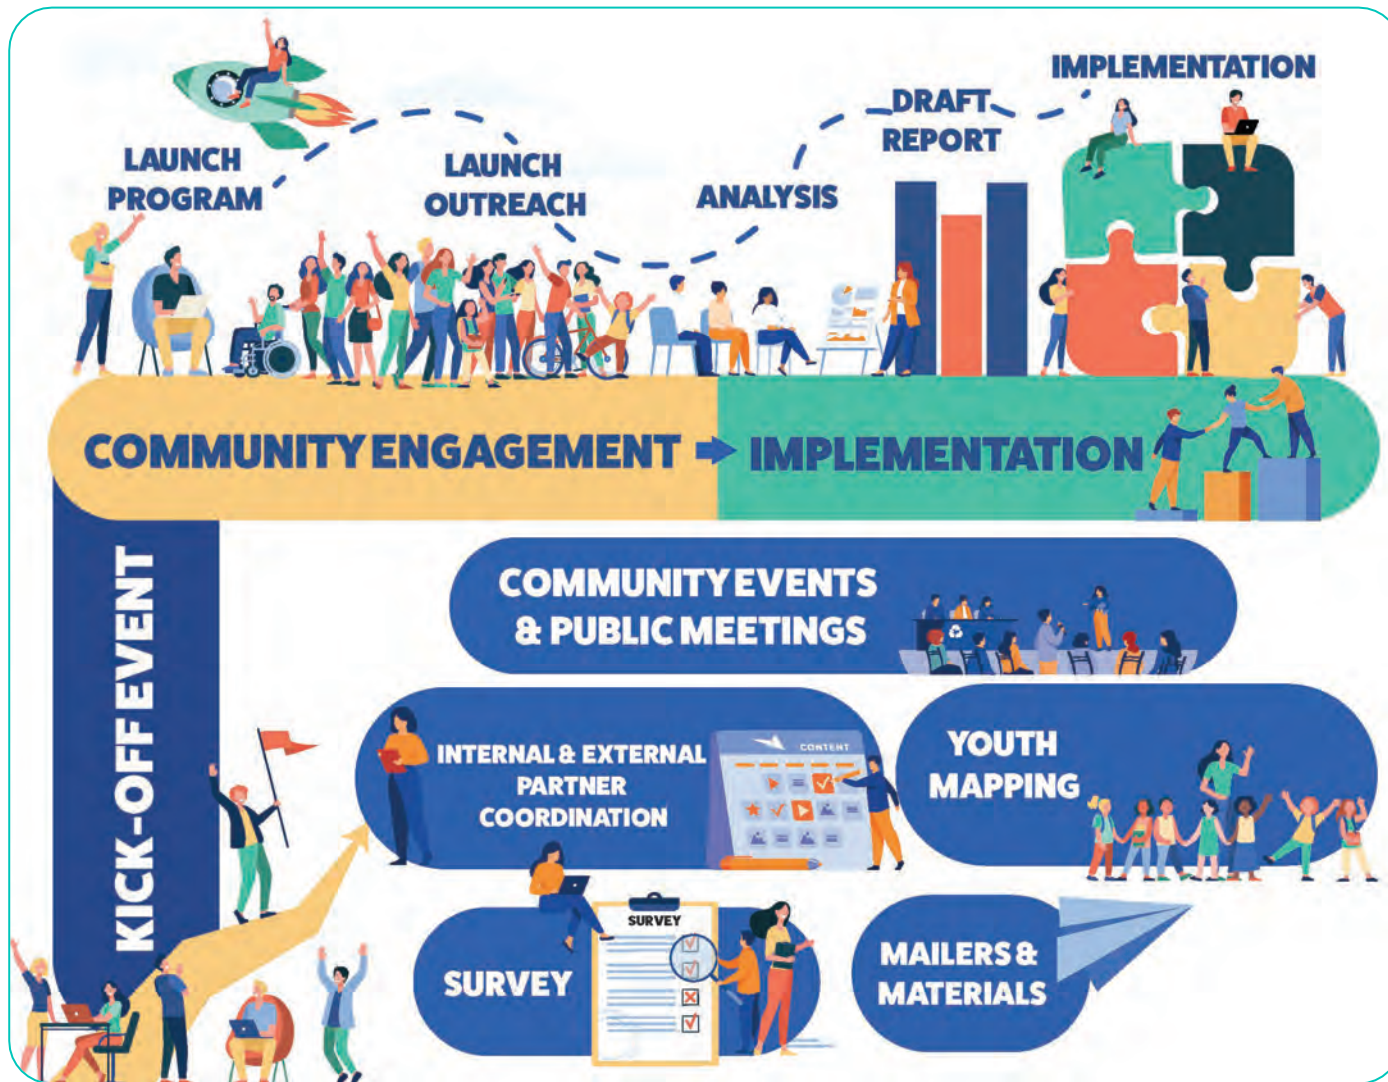 LAUNCH
PROGRAM
LAUNCH
OUTREACH
ANALYSIS
DRAFT
REPORT
IMPLEMENTATION
COMMUNITY ENGAGEMENT
IMPLEMENTATION
KICK-OFF EVENT
COMMUNITY EVENTS
& PUBLIC MEETINGS
INTERNAL & EXTERNAL
PARTNER
COORDINATION
CONTENT
YOUTH
MAPPING
SURVEY
SURVEY
MAILERS &
MATERIALS